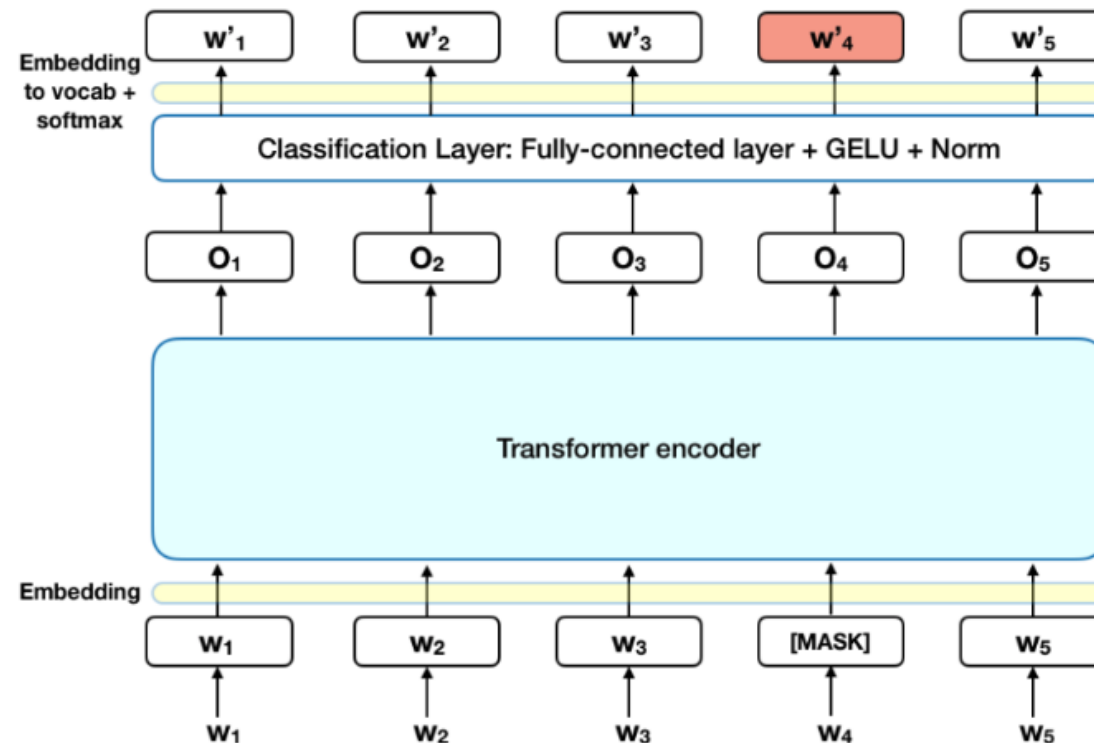 w'₁ w'₂ w'₃ w'₄ w'₅
Embedding
to vocab +
softmax
Classification Layer: Fully-connected layer + GELU + Norm
O₁ O₂ O₃ O₄ O₅
Transformer encoder
Embedding
w₁ w₂ w₃ [MASK] w₅
w₁ w₂ w₃ w₄ w₅